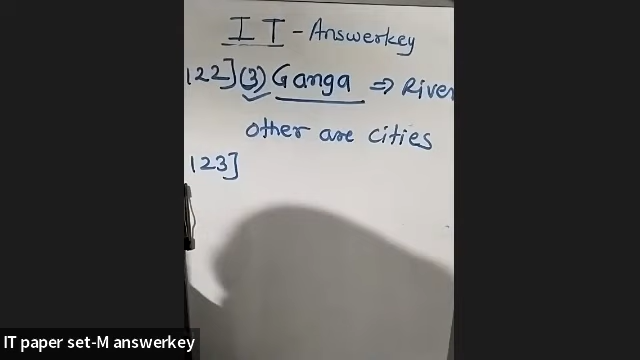 IT - Answerkey
122] (3) Ganga ⇒ River
other are cities
123]
IT paper set-M answerkey